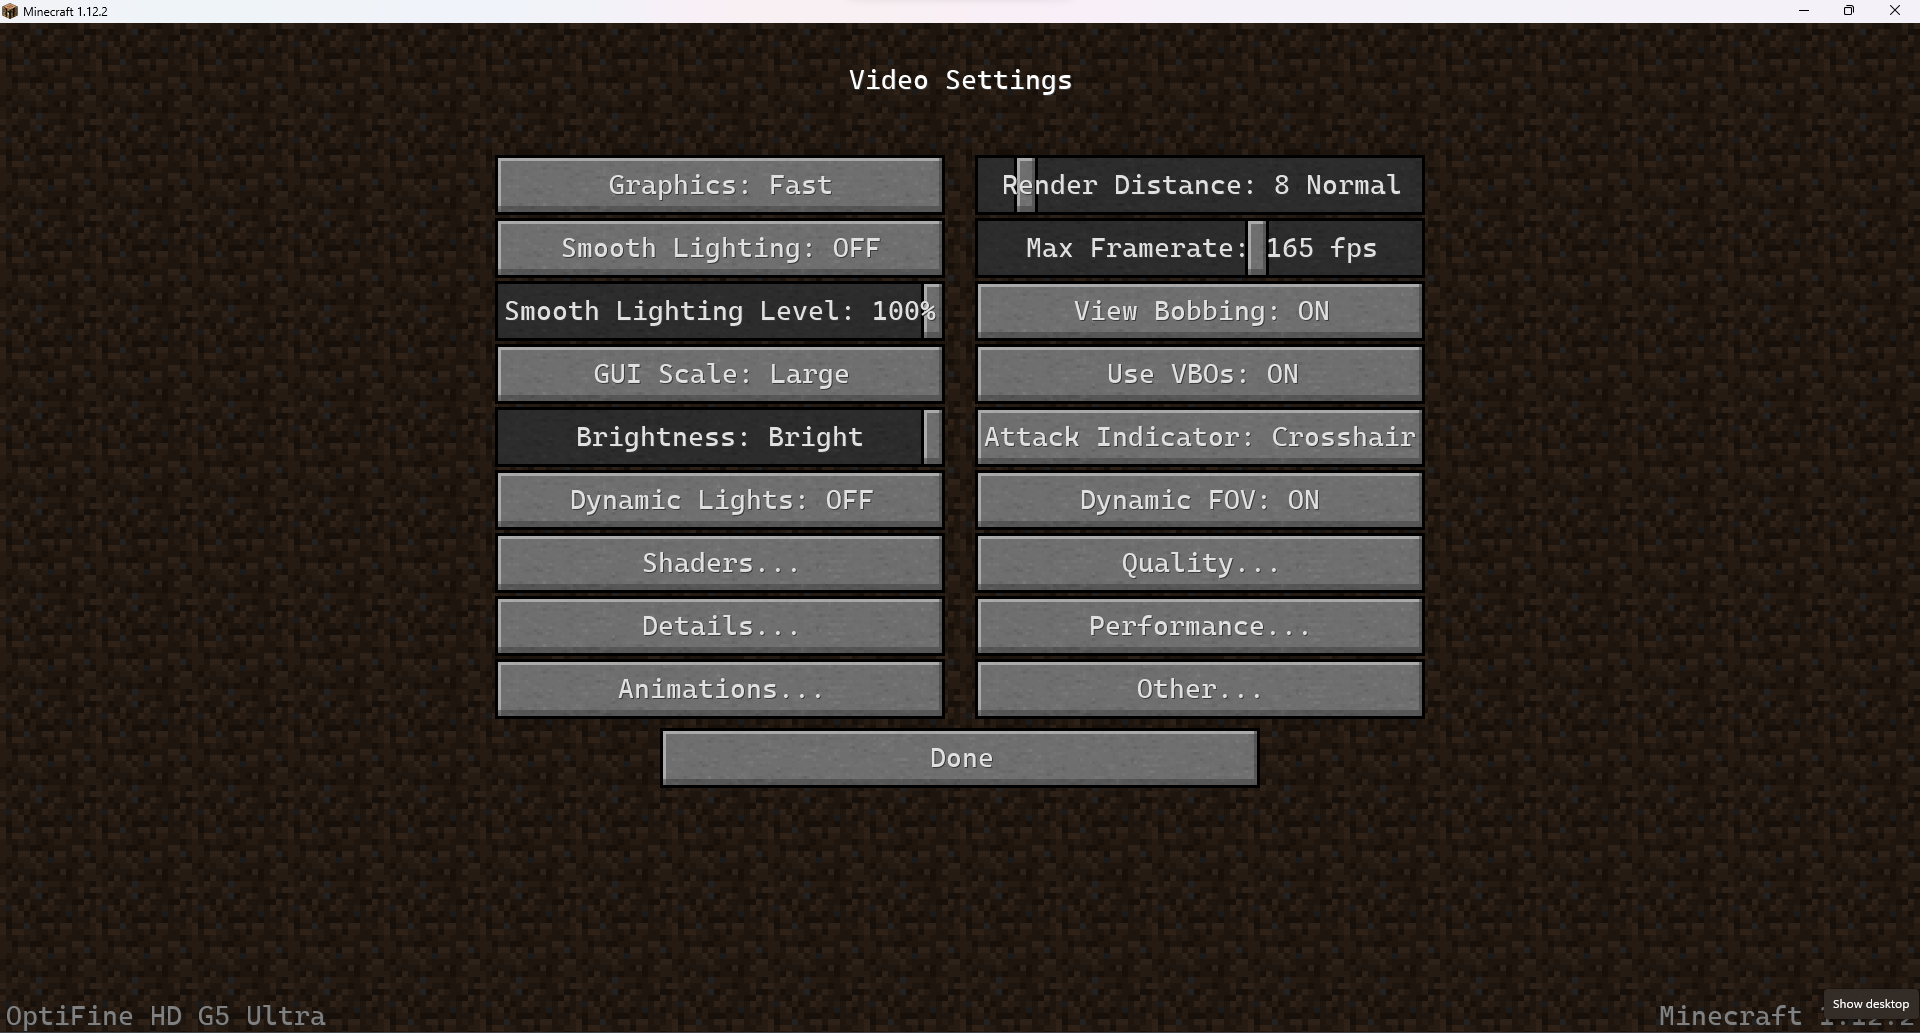 Minecraft 1.12.2
Video Settings
Graphics: Fast
Render Distance: 8 Normal
Smooth Lighting: OFF
Max Framerate: 165 fps
Smooth Lighting Level: 100%
View Bobbing: ON
GUI Scale: Large
Use VBOs: ON
Brightness: Bright
Attack Indicator: Crosshair
Dynamic Lights: OFF
Dynamic FOV: ON
Shaders...
Quality...
Details...
Performance...
Animations...
Other...
Done
Show desktop
OptiFine HD G5 Ultra
Minecraft 1.12.2